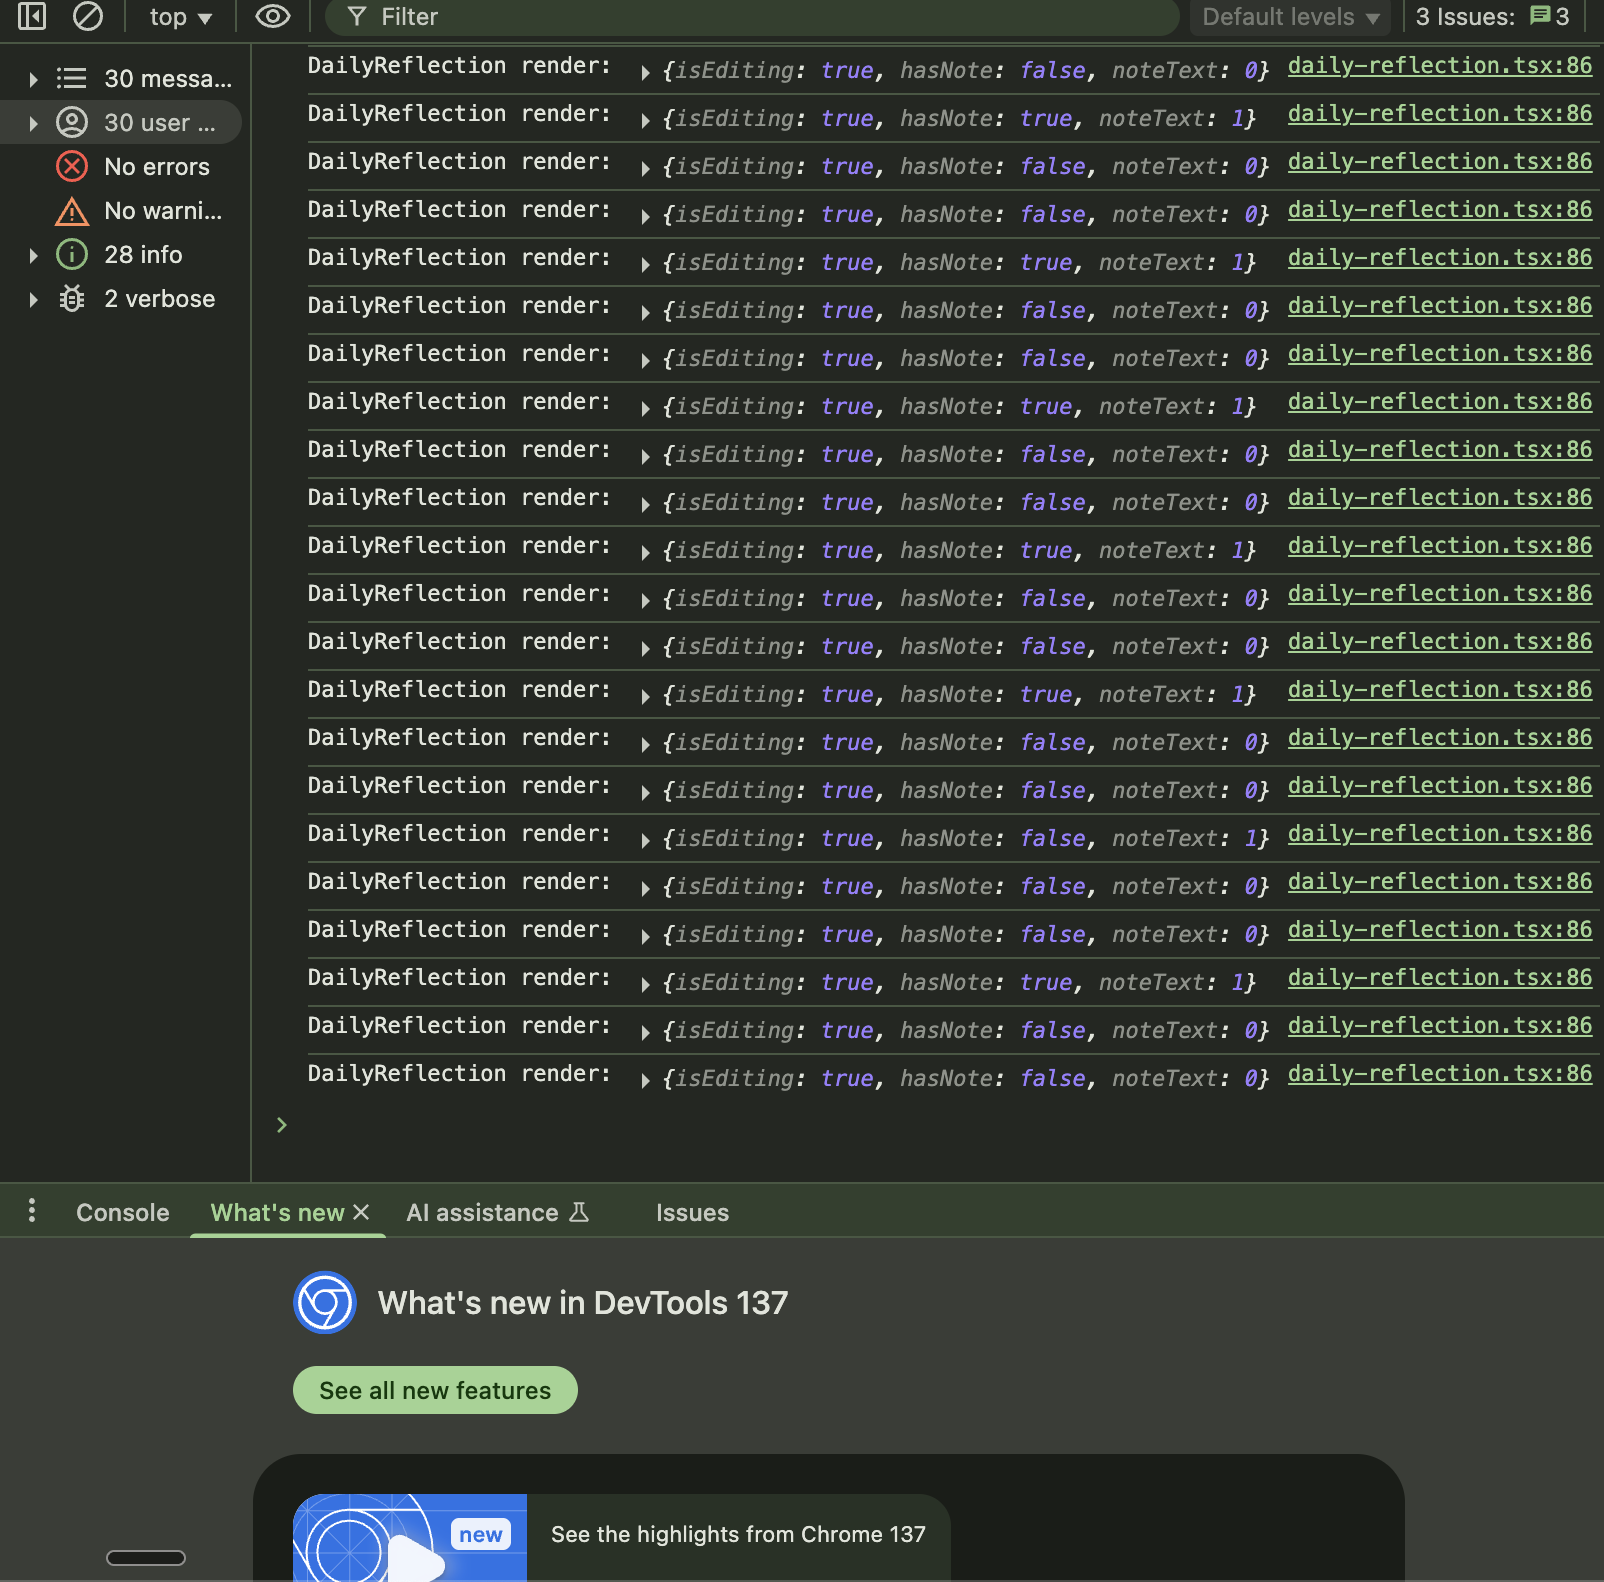 top ▼ Filter Default levels ▼ 3 Issues: 3
30 messa...
30 user ...
No errors
No warni...
28 info
2 verbose
DailyReflection render: {isEditing: true, hasNote: false, noteText: 0} daily-reflection.tsx:86
DailyReflection render: {isEditing: true, hasNote: true, noteText: 1} daily-reflection.tsx:86
DailyReflection render: {isEditing: true, hasNote: false, noteText: 0} daily-reflection.tsx:86
DailyReflection render: {isEditing: true, hasNote: false, noteText: 0} daily-reflection.tsx:86
DailyReflection render: {isEditing: true, hasNote: true, noteText: 1} daily-reflection.tsx:86
DailyReflection render: {isEditing: true, hasNote: false, noteText: 0} daily-reflection.tsx:86
DailyReflection render: {isEditing: true, hasNote: false, noteText: 0} daily-reflection.tsx:86
DailyReflection render: {isEditing: true, hasNote: true, noteText: 1} daily-reflection.tsx:86
DailyReflection render: {isEditing: true, hasNote: false, noteText: 0} daily-reflection.tsx:86
DailyReflection render: {isEditing: true, hasNote: false, noteText: 0} daily-reflection.tsx:86
DailyReflection render: {isEditing: true, hasNote: true, noteText: 1} daily-reflection.tsx:86
DailyReflection render: {isEditing: true, hasNote: false, noteText: 0} daily-reflection.tsx:86
DailyReflection render: {isEditing: true, hasNote: false, noteText: 0} daily-reflection.tsx:86
DailyReflection render: {isEditing: true, hasNote: true, noteText: 1} daily-reflection.tsx:86
DailyReflection render: {isEditing: true, hasNote: false, noteText: 0} daily-reflection.tsx:86
DailyReflection render: {isEditing: true, hasNote: false, noteText: 0} daily-reflection.tsx:86
DailyReflection render: {isEditing: true, hasNote: false, noteText: 1} daily-reflection.tsx:86
DailyReflection render: {isEditing: true, hasNote: false, noteText: 0} daily-reflection.tsx:86
DailyReflection render: {isEditing: true, hasNote: false, noteText: 0} daily-reflection.tsx:86
DailyReflection render: {isEditing: true, hasNote: true, noteText: 1} daily-reflection.tsx:86
DailyReflection render: {isEditing: true, hasNote: false, noteText: 0} daily-reflection.tsx:86
DailyReflection render: {isEditing: true, hasNote: false, noteText: 0} daily-reflection.tsx:86
Console What's new AI assistance Issues
What's new in DevTools 137
See all new features
new See the highlights from Chrome 137